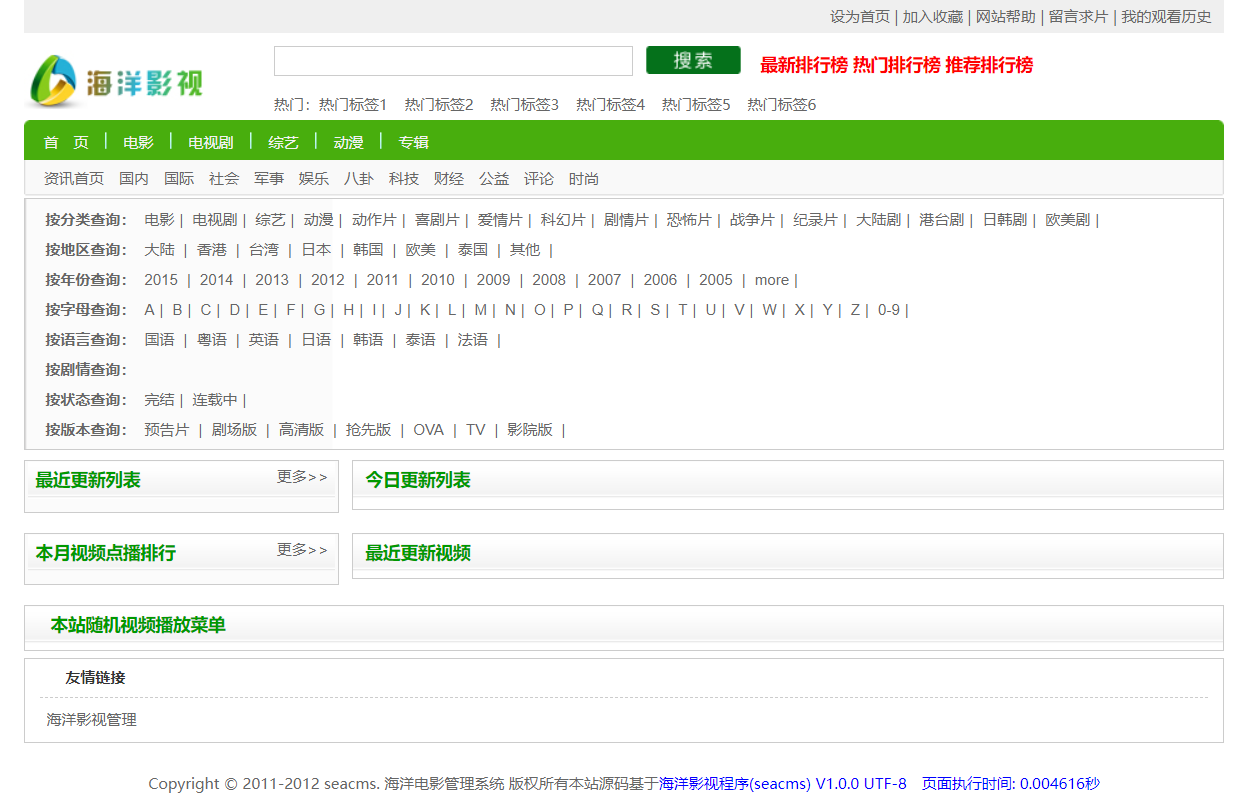 设为首页 | 加入收藏 | 网站帮助 | 留言求片 | 我的观看历史
海洋影视
搜索
最新排行榜 热门排行榜 推荐排行榜
热门：热门标签1 热门标签2 热门标签3 热门标签4 热门标签5 热门标签6
首 页 | 电影 | 电视剧 | 综艺 | 动漫 | 专辑
资讯首页 国内 国际 社会 军事 娱乐 八卦 科技 财经 公益 评论 时尚
按分类查询： 电影 | 电视剧 | 综艺 | 动漫 | 动作片 | 喜剧片 | 爱情片 | 科幻片 | 剧情片 | 恐怖片 | 战争片 | 纪录片 | 大陆剧 | 港台剧 | 日韩剧 | 欧美剧 |
按地区查询： 大陆 | 香港 | 台湾 | 日本 | 韩国 | 欧美 | 泰国 | 其他 |
按年份查询： 2015 | 2014 | 2013 | 2012 | 2011 | 2010 | 2009 | 2008 | 2007 | 2006 | 2005 | more |
按字母查询： A | B | C | D | E | F | G | H | I | J | K | L | M | N | O | P | Q | R | S | T | U | V | W | X | Y | Z | 0-9 |
按语言查询： 国语 | 粤语 | 英语 | 日语 | 韩语 | 泰语 | 法语 |
按剧情查询：
按状态查询： 完结 | 连载中 |
按版本查询： 预告片 | 剧场版 | 高清版 | 抢先版 | OVA | TV | 影院版 |
最近更新列表 更多>>
今日更新列表
本月视频点播排行 更多>>
最近更新视频
本站随机视频播放菜单
友情链接
海洋影视管理
Copyright © 2011-2012 seacms. 海洋电影管理系统 版权所有本站源码基于海洋影视程序(seacms) V1.0.0 UTF-8 页面执行时间: 0.004616秒